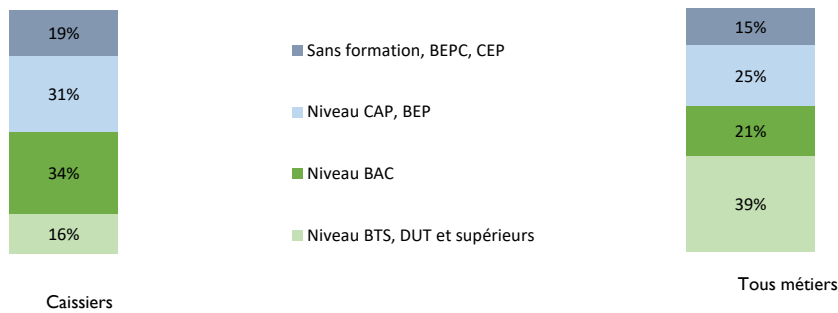 19%
31%
34%
16%
Caissiers
Sans formation, BEPC, CEP
Niveau CAP, BEP
Niveau BAC
Niveau BTS, DUT et supérieurs
15%
25%
21%
39%
Tous métiers